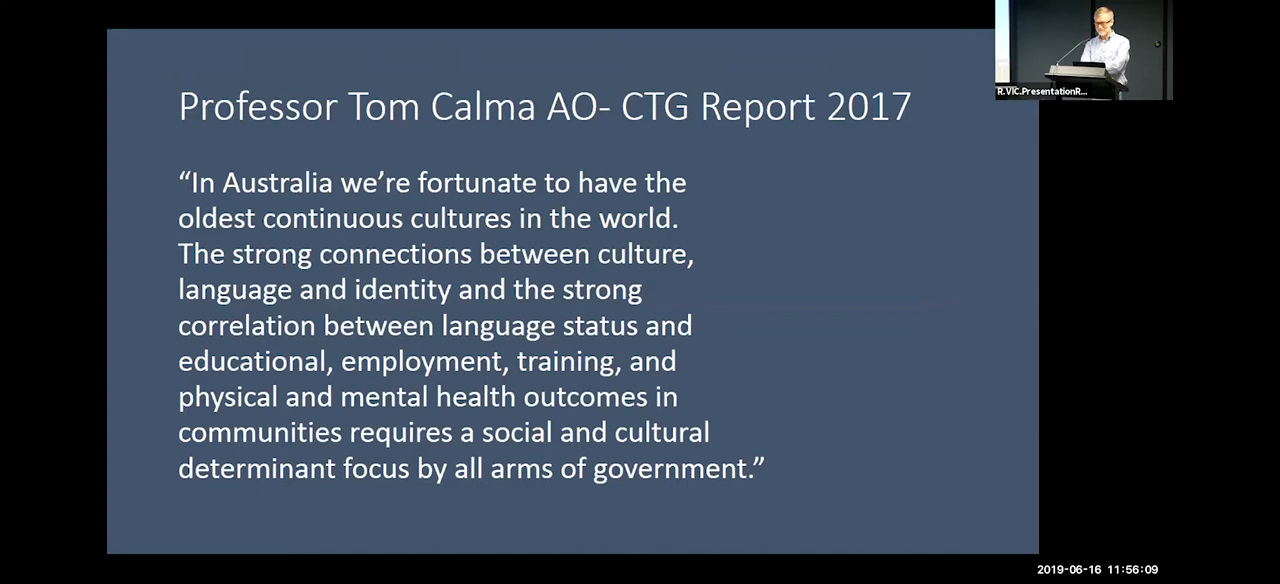 Professor Tom Calma AO- CTG Report 2017
“In Australia we’re fortunate to have the
oldest continuous cultures in the world.
The strong connections between culture,
language and identity and the strong
correlation between language status and
educational, employment, training, and
physical and mental health outcomes in
communities requires a social and cultural
determinant focus by all arms of government.”
R.VIC.PresentationR...
2019-06-16 11:56:09